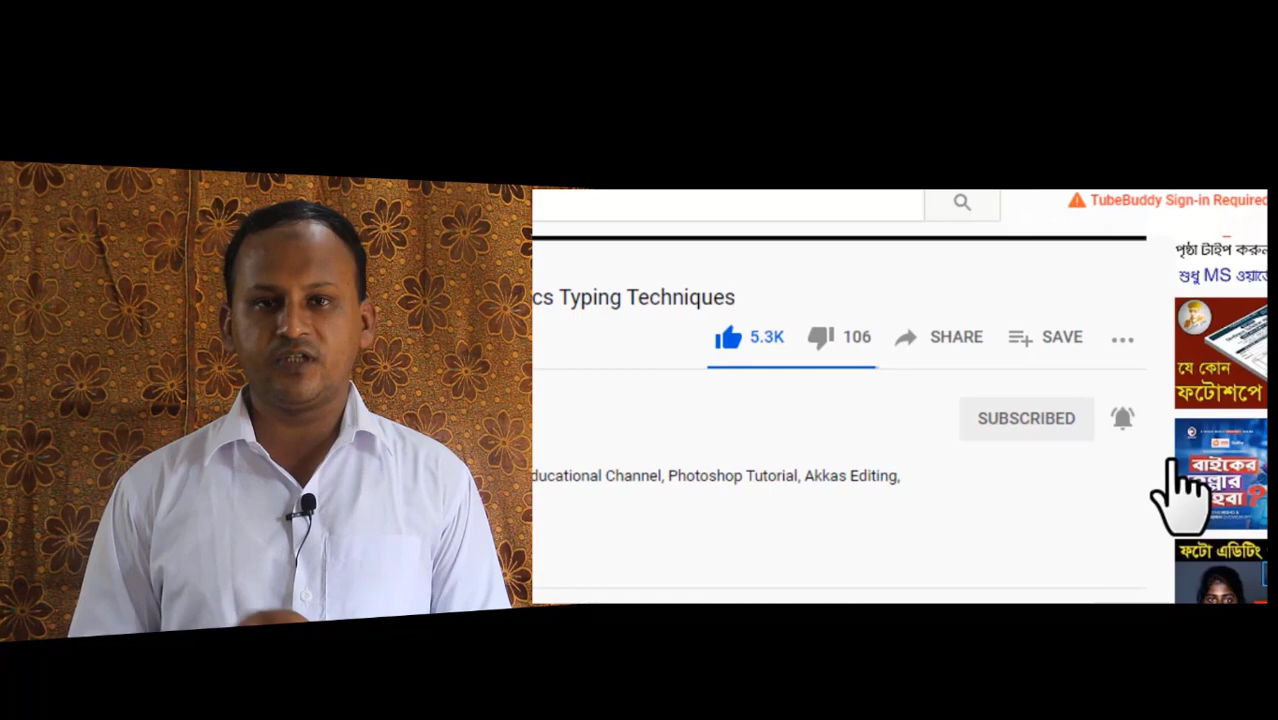 TubeBuddy Sign-in Required
পৃষ্ঠা টাইপ করুন
শুধু MS ওয়ার্ডে
cs Typing Techniques
5.3K 106 SHARE SAVE
যে কোন
ফটোশপে
SUBSCRIBED
ducational Channel, Photoshop Tutorial, Akkas Editing,
বাইকের
ফটো এডিটিং